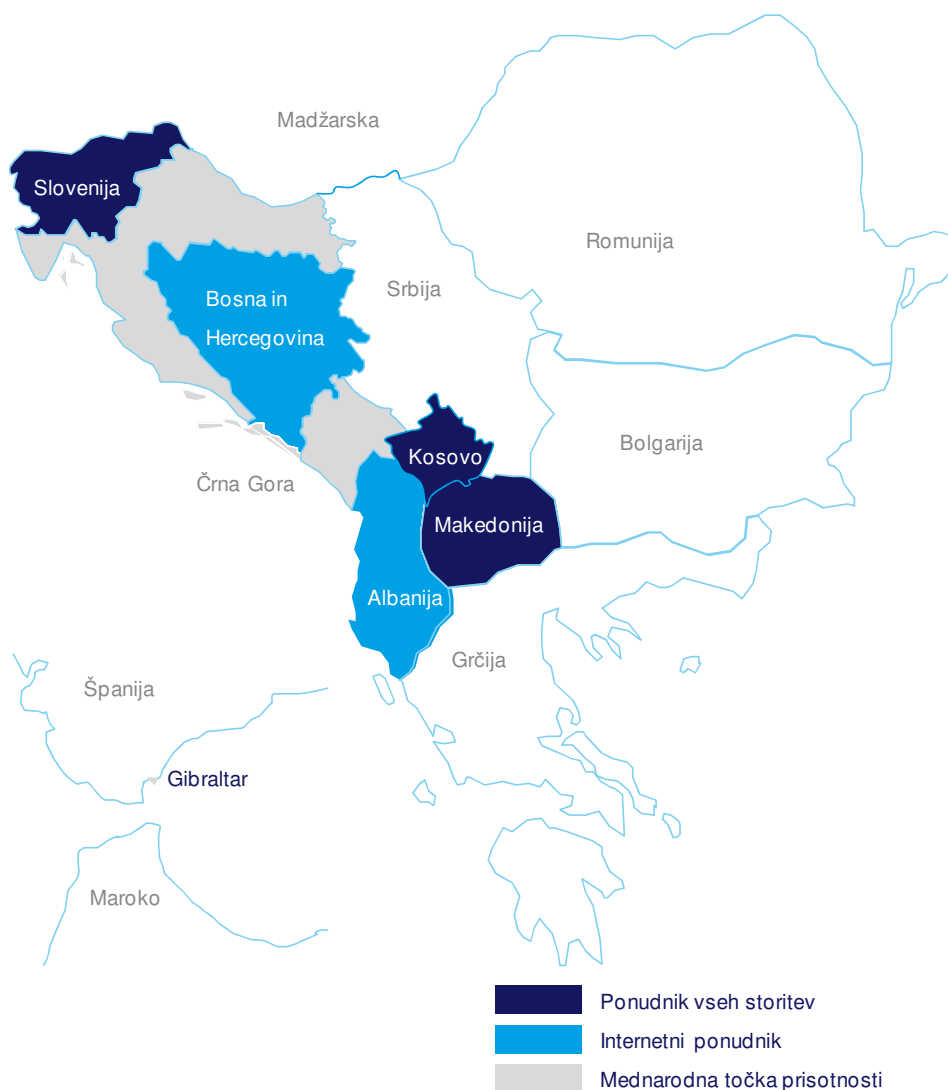 Madžarska
Slovenija
Romunija
Srbija
Bosna in
Hercegovina
Bolgarija
Kosovo
Črna Gora
Makedonija
Albanija
Grčija
Španija
Gibraltar
Maroko
Ponudnik vseh storitev
Internetni ponudnik
Mednarodna točka prisotnosti